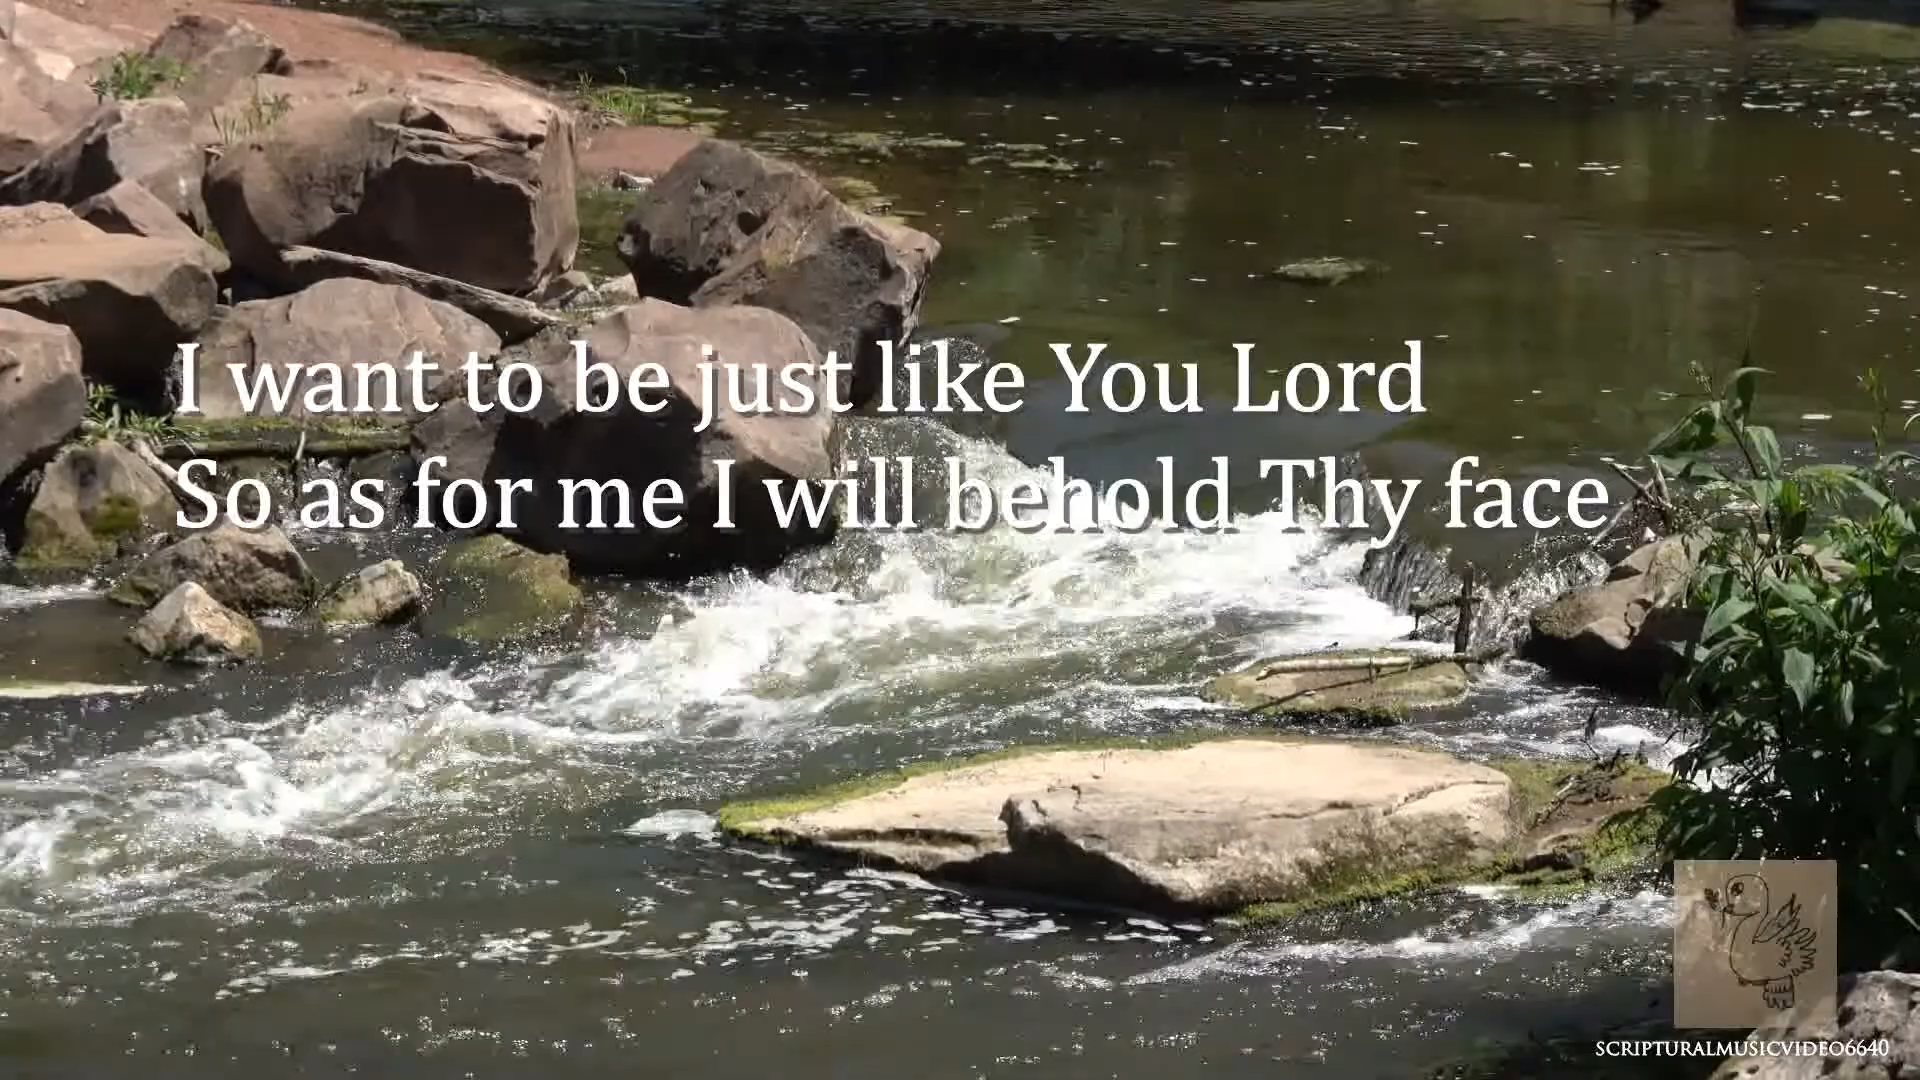 I want to be just like You Lord
So as for me I will behold Thy face
SCRIPTURALMUSICVIDEO6640